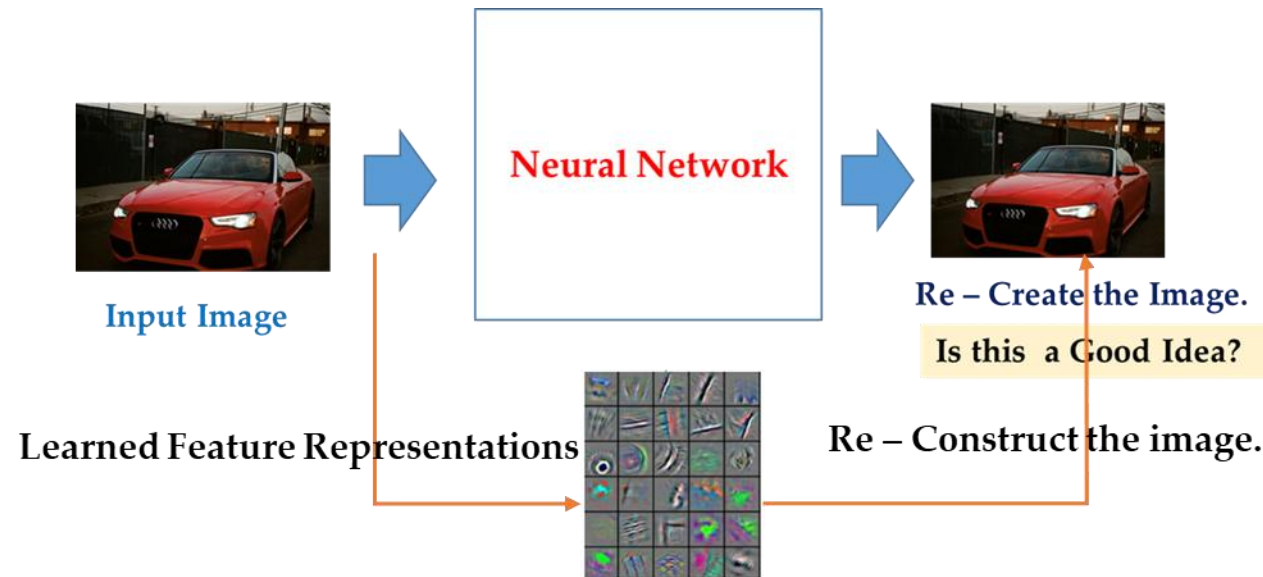 Neural Network
Input Image
Re – Create the Image.
Is this a Good Idea?
Learned Feature Representations
Re – Construct the image.